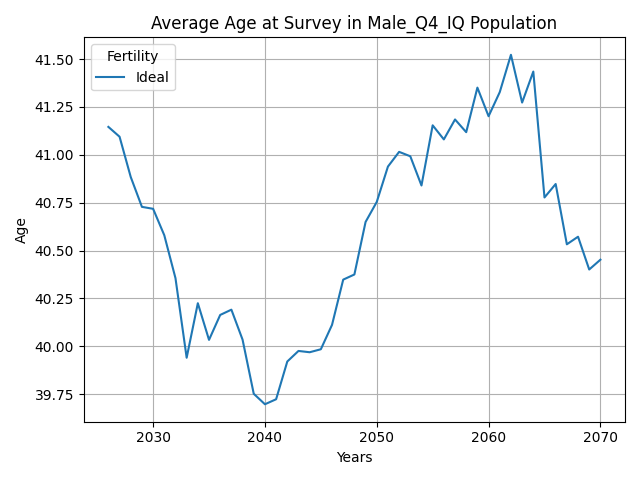 Average Age at Survey in Male_Q4_IQ Population
Fertility
Ideal
41.50
41.25
41.00
40.75
40.50
40.25
40.00
39.75
Age
2030 2040 2050 2060 2070
Years